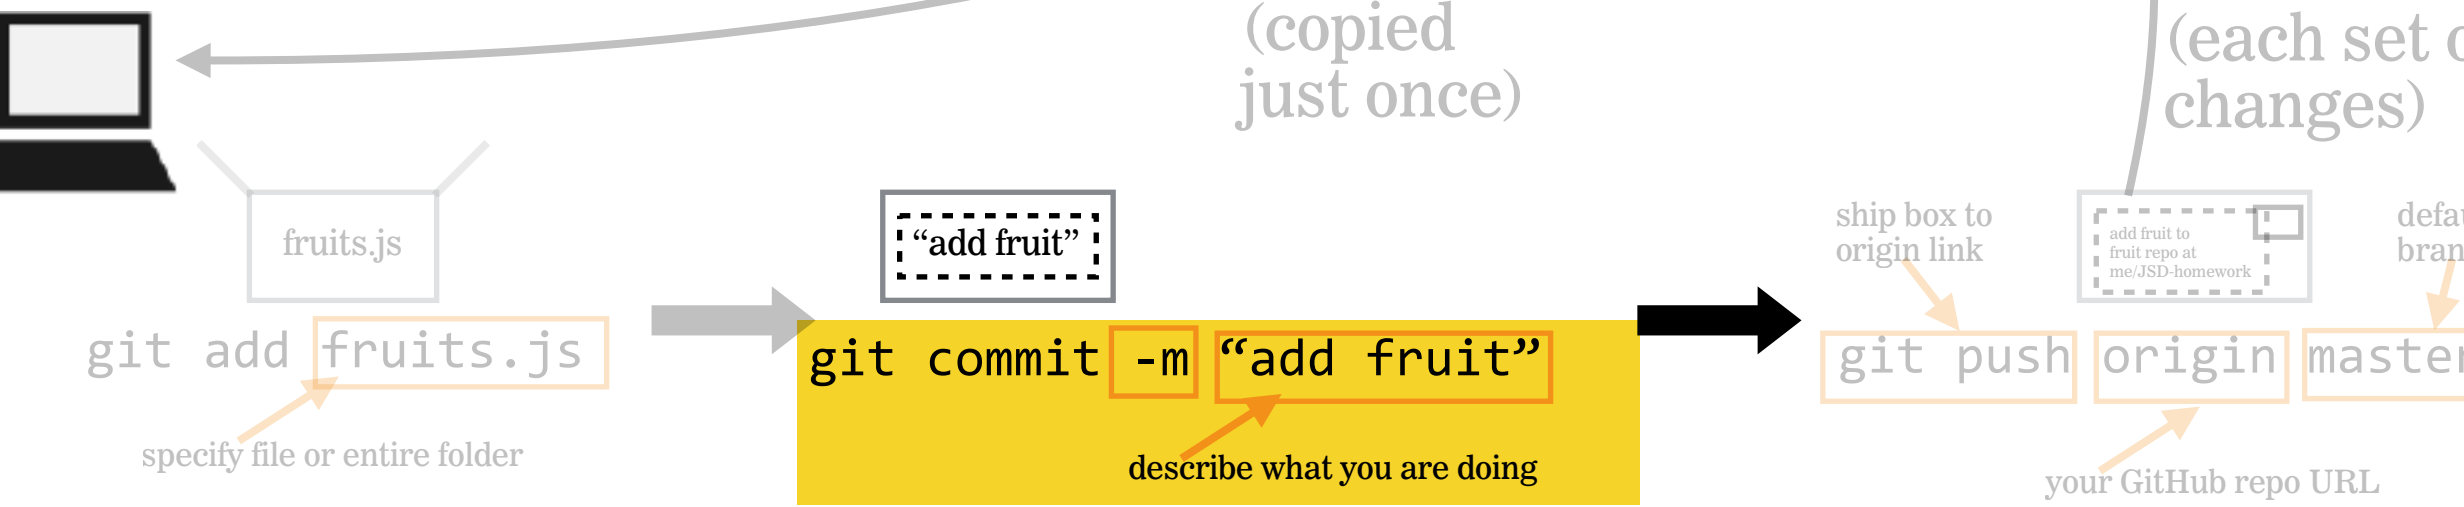 (copied
just once)
(each set
changes)
fruits.js
“add fruit”
ship box to
origin link
add fruit to
fruit repo at
me/JSD-homework
git add fruits.js
git commit -m “add fruit”
git push origin master
specify file or entire folder
describe what you are doing
your GitHub repo URL